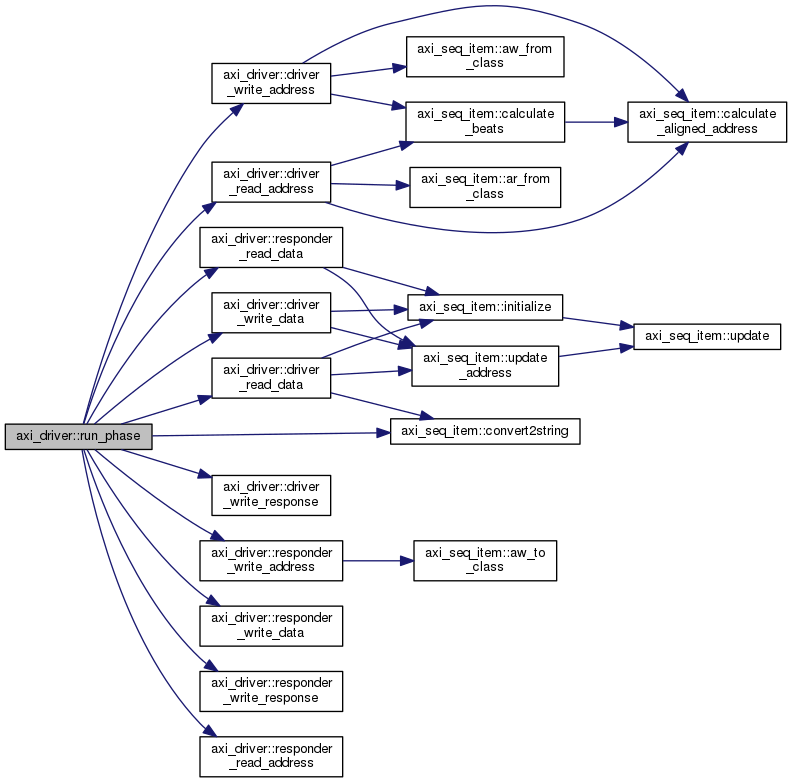 axi_driver::run_phase
axi_driver::driver
_write_address
axi_driver::driver
_read_address
axi_driver::responder
_read_data
axi_driver::driver
_write_data
axi_driver::driver
_read_data
axi_driver::driver
_write_response
axi_driver::responder
_write_address
axi_driver::responder
_write_data
axi_driver::responder
_write_response
axi_driver::responder
_read_address
axi_seq_item::aw_from
_class
axi_seq_item::calculate
_beats
axi_seq_item::ar_from
_class
axi_seq_item::initialize
axi_seq_item::update
_address
axi_seq_item::convert2string
axi_seq_item::aw_to
_class
axi_seq_item::calculate
_aligned_address
axi_seq_item::update